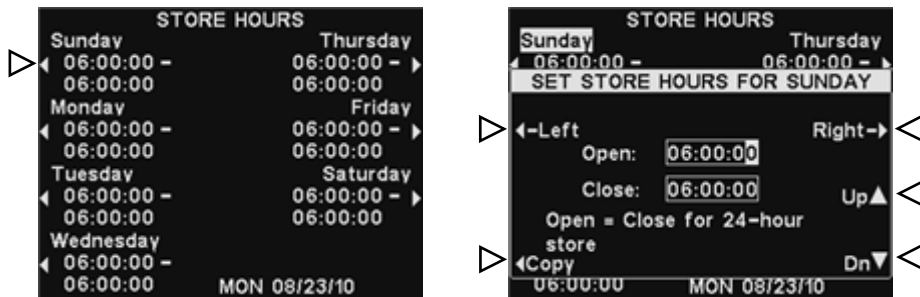 STORE HOURS
Sunday Thursday
06:00:00 - 06:00:00 -
06:00:00 06:00:00
Monday Friday
06:00:00 - 06:00:00 -
06:00:00 06:00:00
Tuesday Saturday
06:00:00 - 06:00:00 -
06:00:00 06:00:00
Wednesday
06:00:00 -
06:00:00 MON 08/23/10
STORE HOURS
Sunday Thursday
06:00:00 - 06:00:00 -
SET STORE HOURS FOR SUNDAY
-Left Right-
Open: 06:00:00
Close: 06:00:00
Up
Open = Close for 24-hour
store
Copy Dn
06:00:00 MON 08/23/10